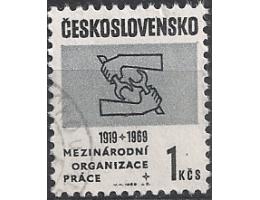 ČESKOSLOVENSKO
1919 + 1969
MEZINÁRODNÍ
ORGANIZACE
PRÁCE
1 KČS